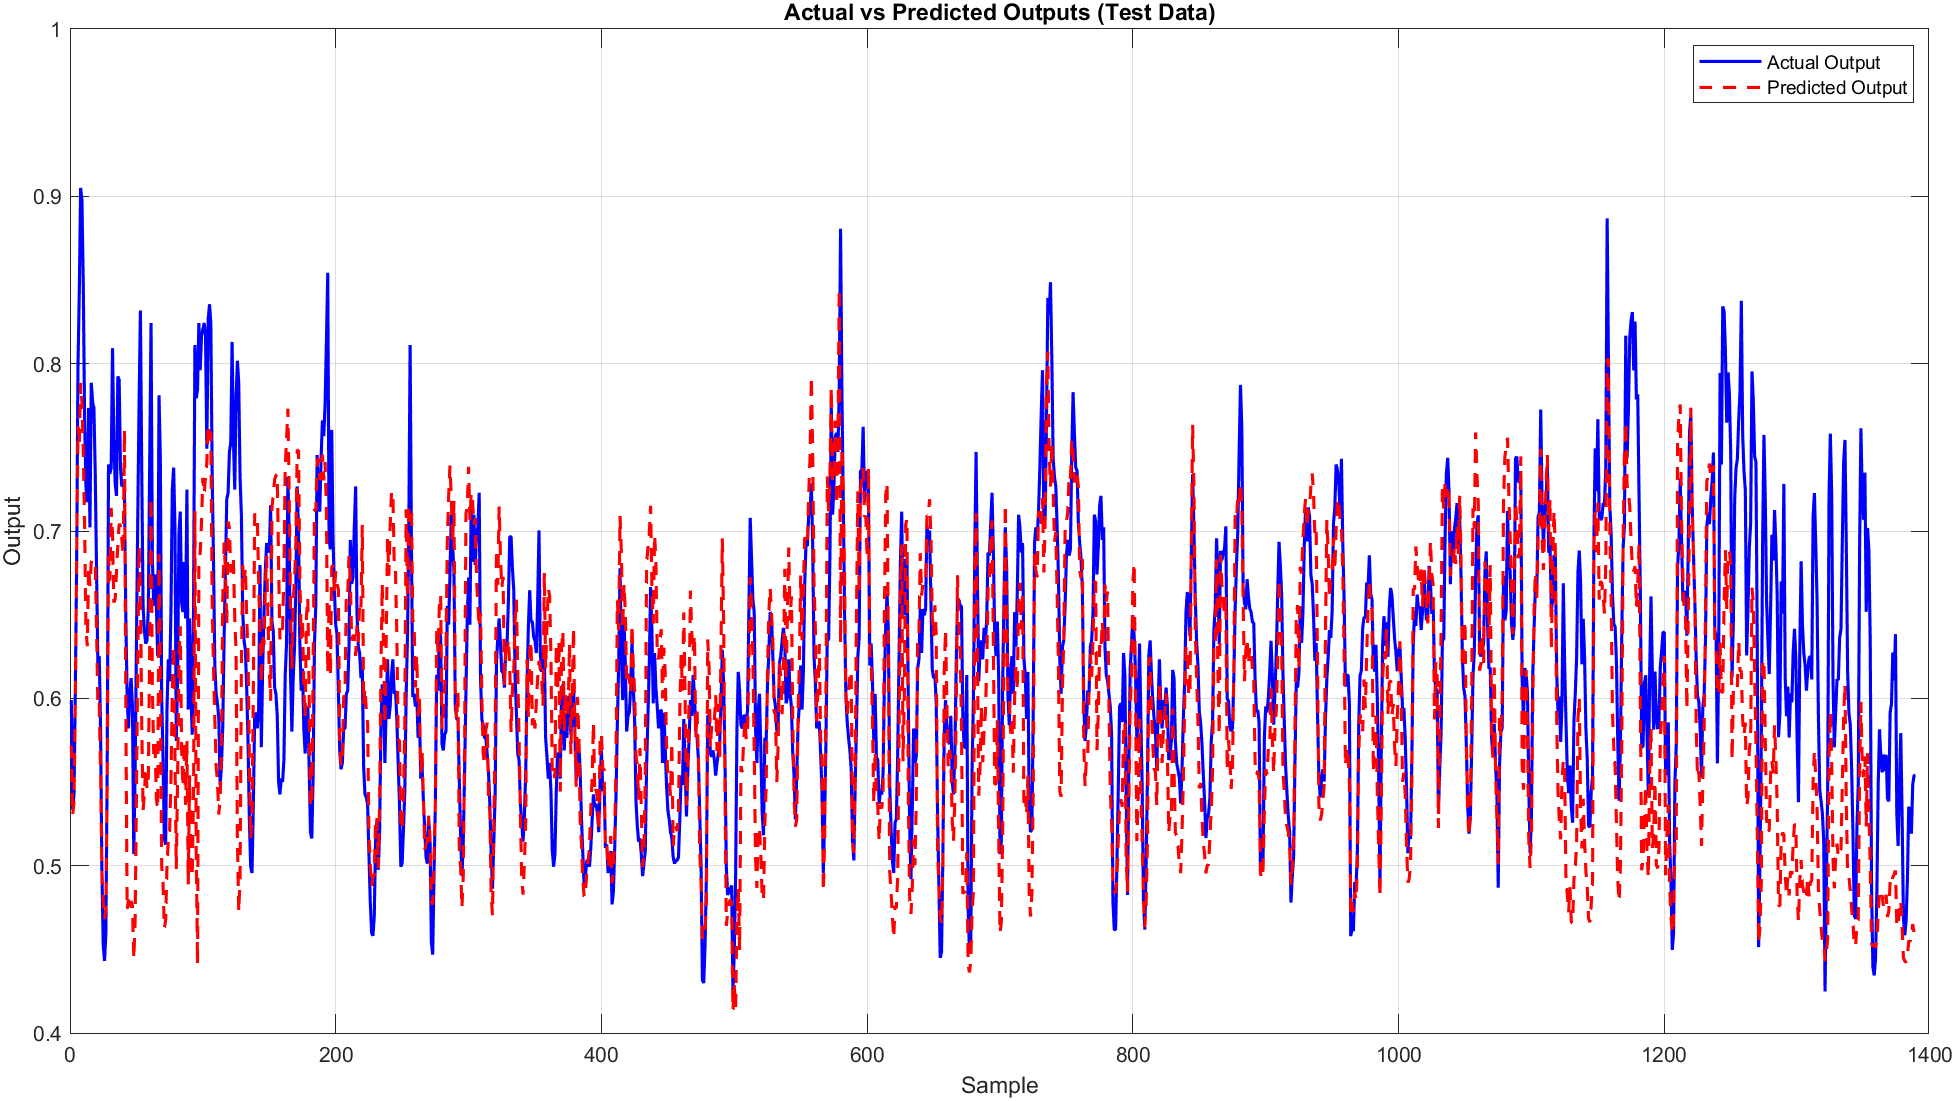 Actual vs Predicted Outputs (Test Data)
Actual Output
Predicted Output
1
0.9
0.8
0.7
0.6
0.5
0.4
Output
0 200 400 600 800 1000 1200 1400
Sample